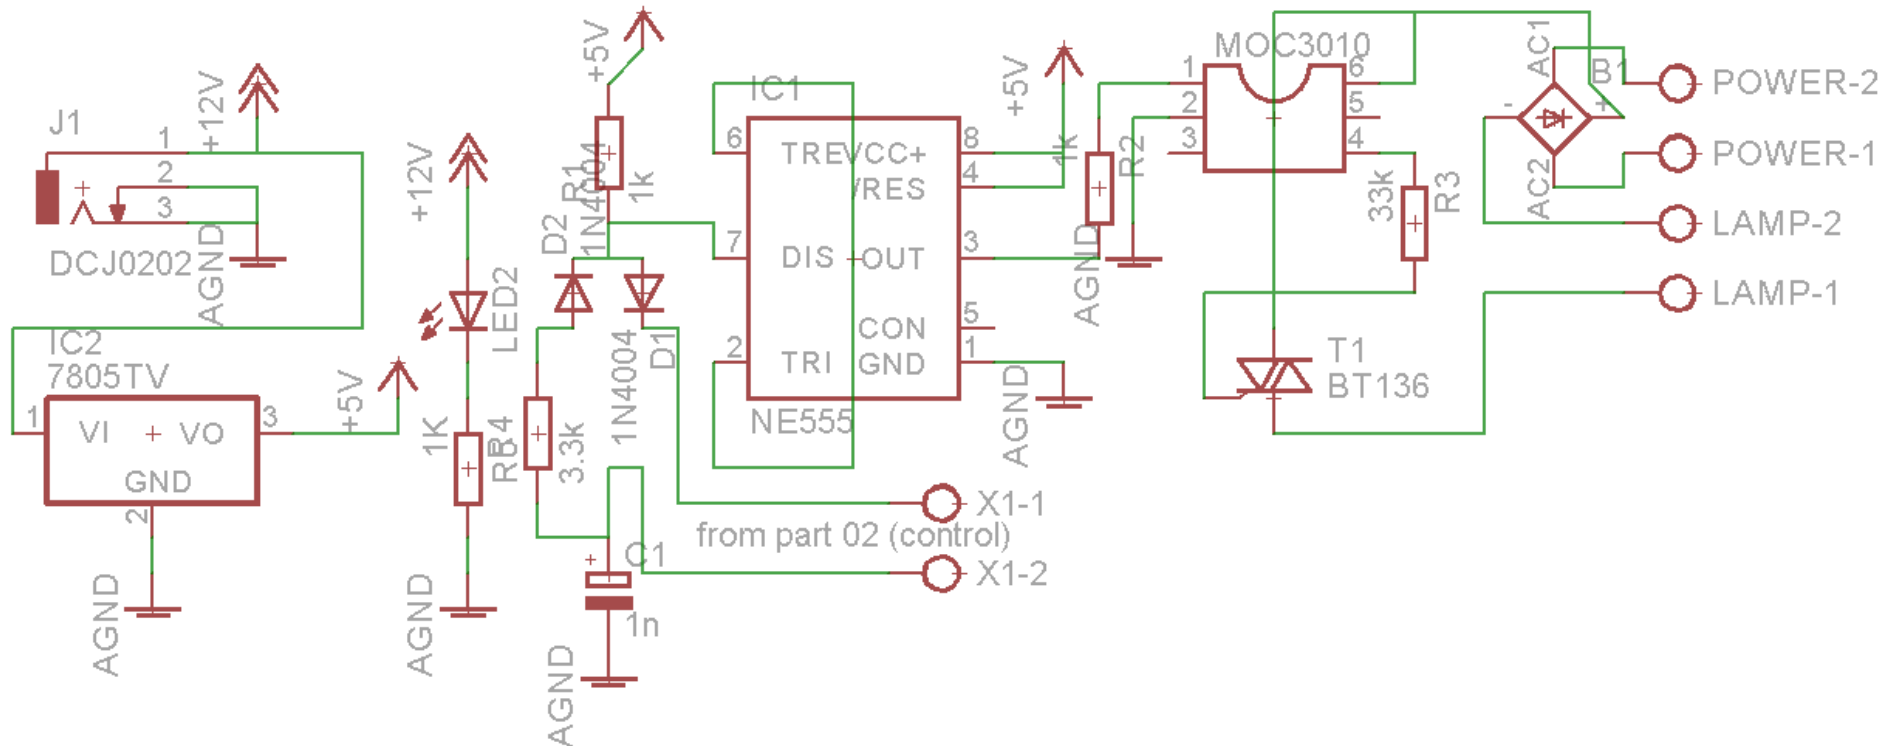 J1
1
2
3
DCJ0202
+12V
AGND
IC2
7805TV
1
VI
VO
3
GND
2
AGND
+5V
+12V
LED2
1K
AGND
+5V
R1
1k
D2
1N4004
D1
1N4004
R4
3.3k
C1
1n
AGND
IC1
6
TRE
VCC+
8
/RES
4
7
DIS
OUT
3
CON
5
2
TRI
GND
1
NE555
AGND
+5V
1k
R2
AGND
MOC3010
1
2
3
6
5
4
33k
R3
T1
BT136
AC1
B1
-
+
AC2
POWER-2
POWER-1
LAMP-2
LAMP-1
X1-1
from part 02 (control)
X1-2